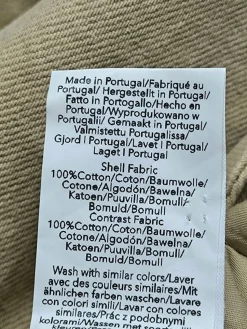 Made in Portugal/Fabriqué au
Portugal/ Hergestellt in Portugal/
Fatto in Portogallo/Hecho en
Portugal/Wyprodukowano w
Portugalii/ Gemaakt in Portugal/
Valmistettu Portugalissa/
Gjord i Portugal/Lavet i Portugal/
Laget i Portugal
Shell Fabric
100%Cotton/Coton/Baumwolle/
Cotone/Algodón/Bawełna/
Katoen/Puuvilla/Bomull/
Bomuld/Bomull
Contrast Fabric
100%Cotton/Coton/Baumwolle/
Cotone/Algodón/Bawełna/
Katoen/Puuvilla/Bomull/
Bomuld/Bomull
Wash with similar colors/Laver
avec des couleurs similaires/Mit
ähnlichen farben waschen/Lavare
con colori simili/Lavar con colores
similares/Prać z podobnymi
kolorami/Wassen met